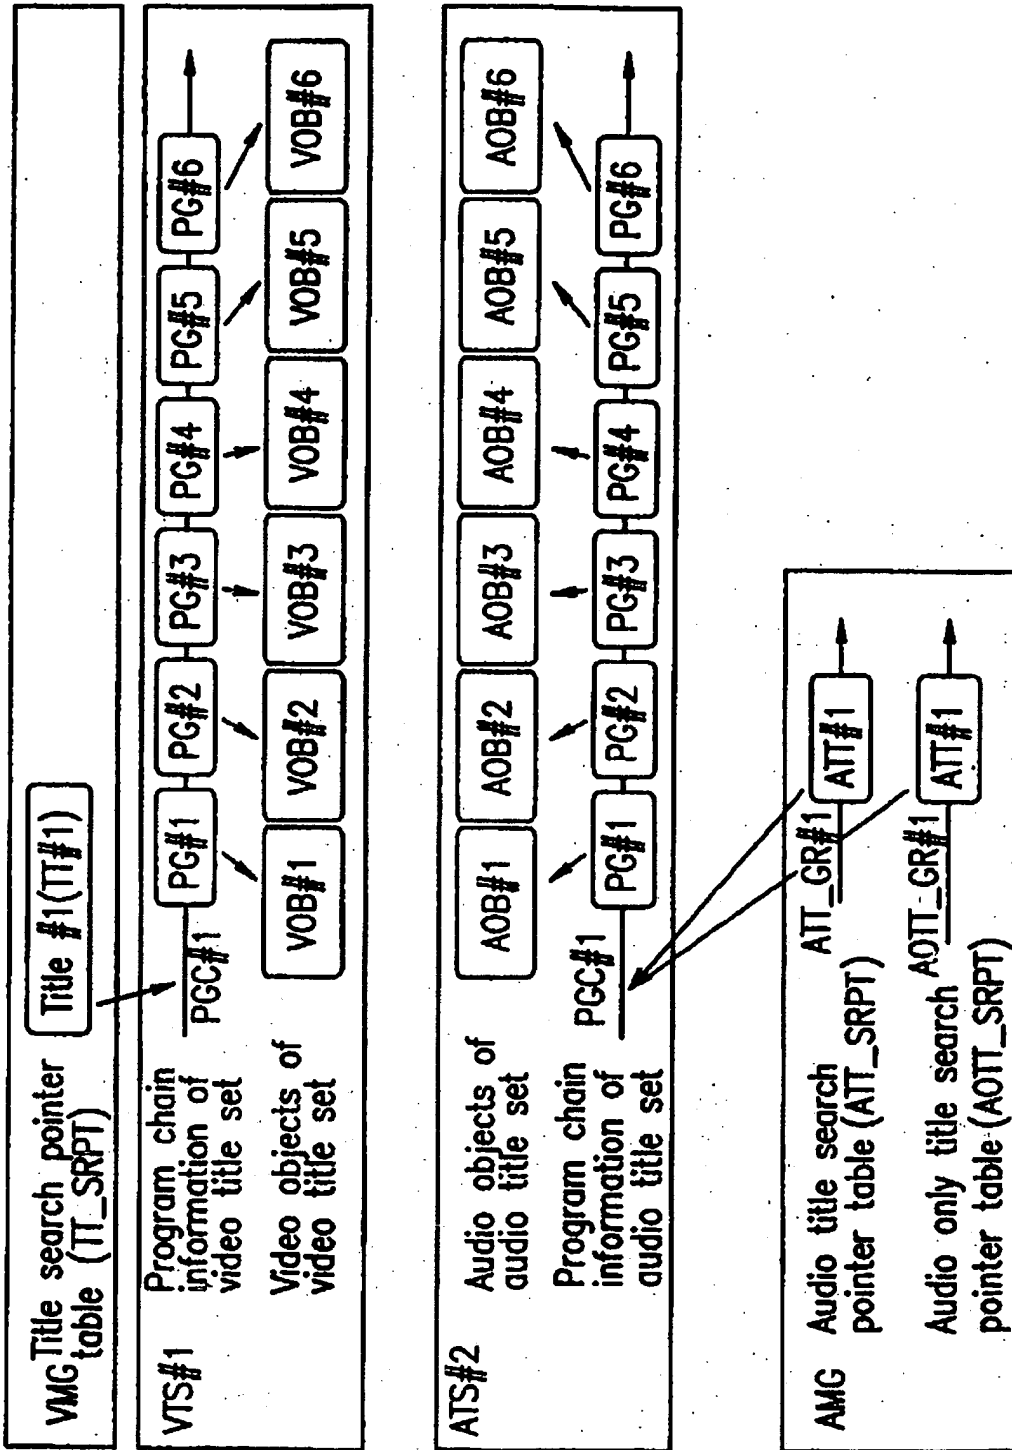 VMG Title search pointer
table (TT_SRPT)
Title #1(TT#1)
VTS#1
Program chain
information of
video title set
PGC#1
PG#1 PG#2 PG#3 PG#4 PG#5 PG#6
Video objects of
video title set
VOB#1 VOB#2 VOB#3 VOB#4 VOB#5 VOB#6
ATS#2
Audio objects of
audio title set
AOB#1 AOB#2 AOB#3 AOB#4 AOB#5 AOB#6
Program chain
information of
audio title set
PGC#1
PG#1 PG#2 PG#3 PG#4 PG#5 PG#6
AMG
Audio title search
pointer table (ATT_SRPT)
ATT_GR#1
ATT#1
Audio only title search
pointer table (AOTT_SRPT)
AOTT_GR#1
ATT#1